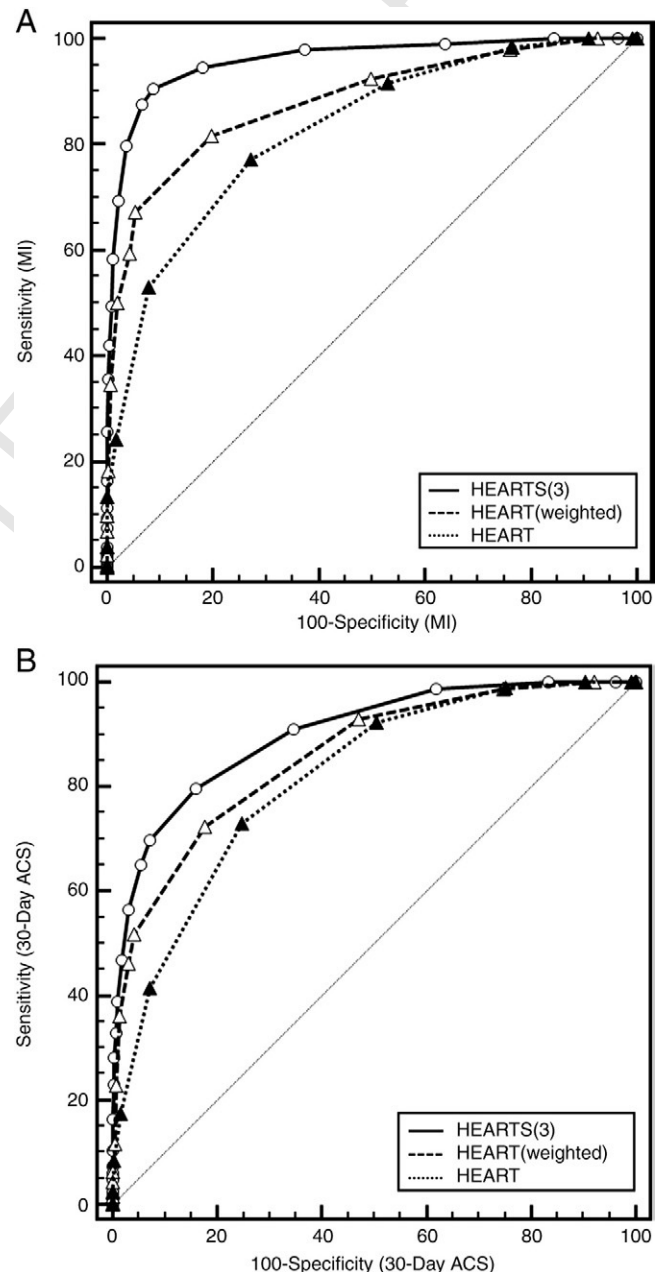 A
100
80
60
40
20
0
Sensitivity (MI)
HEARTS(3)
HEART(weighted)
HEART
0 20 40 60 80 100
100-Specificity (MI)
B
100
80
60
40
20
0
Sensitivity (30-Day ACS)
HEARTS(3)
HEART(weighted)
HEART
0 20 40 60 80 100
100-Specificity (30-Day ACS)